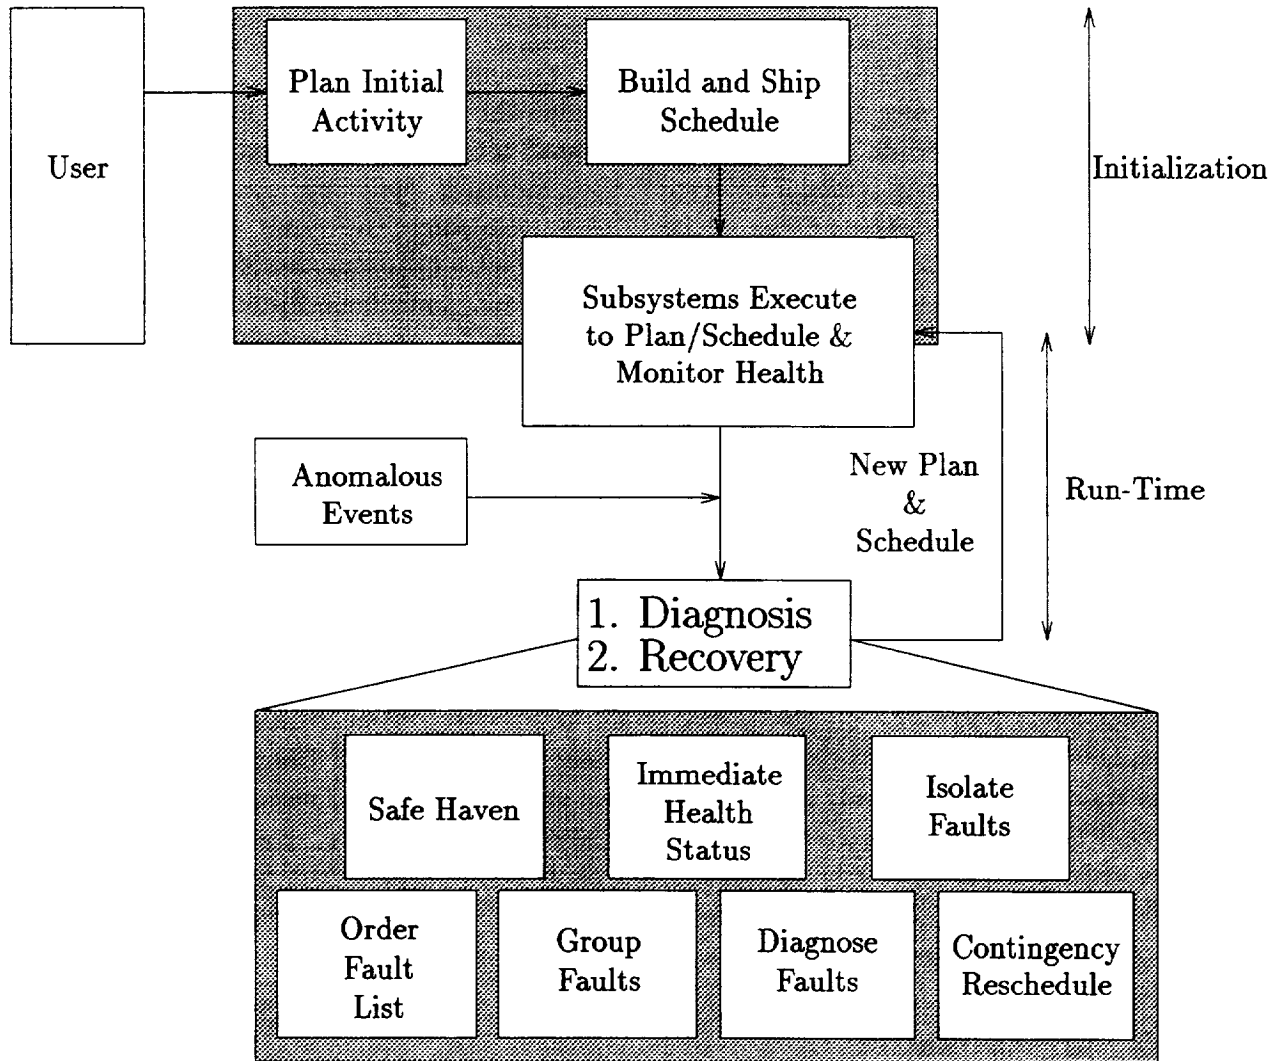 User
Plan Initial
Activity
Build and Ship
Schedule
Initialization
Subsystems Execute
to Plan/Schedule &
Monitor Health
Anomalous
Events
New Plan
&
Schedule
Run-Time
1. Diagnosis
2. Recovery
Safe Haven
Immediate
Health
Status
Isolate
Faults
Order
Fault
List
Group
Faults
Diagnose
Faults
Contingency
Reschedule